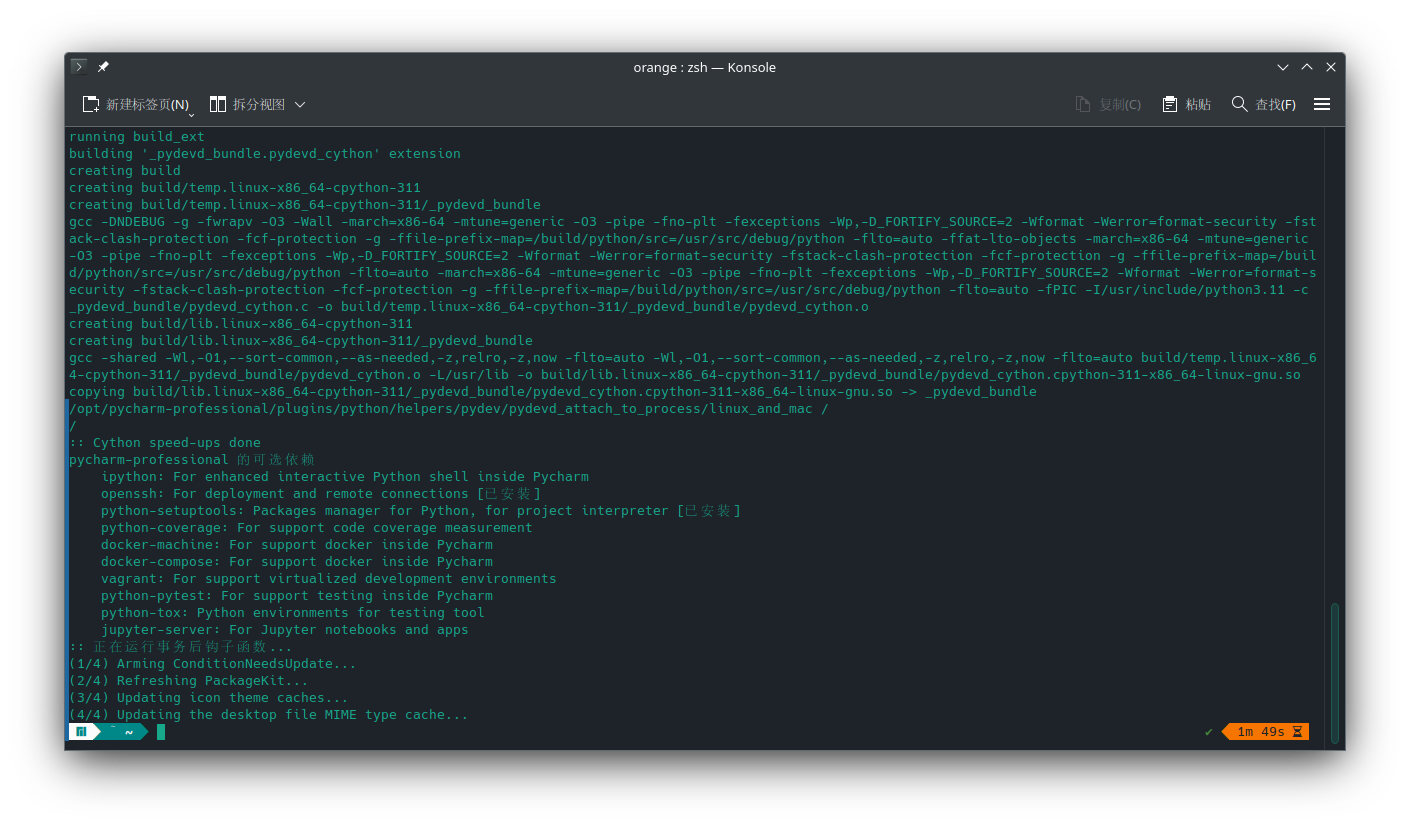 orange : zsh — Konsole
新建标签页(N) 拆分视图 复制(C) 粘贴 查找(F)
running build_ext
building '_pydevd_bundle.pydevd_cython' extension
creating build
creating build/temp.linux-x86_64-cpython-311
creating build/temp.linux-x86_64-cpython-311/_pydevd_bundle
gcc -DNDEBUG -g -fwrapv -O3 -Wall -march=x86-64 -mtune=generic -O3 -pipe -fno-plt -fexceptions -Wp,-D_FORTIFY_SOURCE=2 -Wformat -Werror=format-security -fst
ack-clash-protection -fcf-protection -g -ffile-prefix-map=/build/python/src=/usr/src/debug/python -flto=auto -ffat-lto-objects -march=x86-64 -mtune=generic
-O3 -pipe -fno-plt -fexceptions -Wp,-D_FORTIFY_SOURCE=2 -Wformat -Werror=format-security -fstack-clash-protection -fcf-protection -g -ffile-prefix-map=/buil
d/python/src=/usr/src/debug/python -flto=auto -march=x86-64 -mtune=generic -O3 -pipe -fno-plt -fexceptions -Wp,-D_FORTIFY_SOURCE=2 -Wformat -Werror=format-s
ecurity -fstack-clash-protection -fcf-protection -g -ffile-prefix-map=/build/python/src=/usr/src/debug/python -flto=auto -fPIC -I/usr/include/python3.11 -c
_pydevd_bundle/pydevd_cython.c -o build/temp.linux-x86_64-cpython-311/_pydevd_bundle/pydevd_cython.o
creating build/lib.linux-x86_64-cpython-311
creating build/lib.linux-x86_64-cpython-311/_pydevd_bundle
gcc -shared -Wl,-O1,--sort-common,--as-needed,-z,relro,-z,now -flto=auto -Wl,-O1,--sort-common,--as-needed,-z,relro,-z,now -flto=auto build/temp.linux-x86_6
4-cpython-311/_pydevd_bundle/pydevd_cython.o -L/usr/lib -o build/lib.linux-x86_64-cpython-311/_pydevd_bundle/pydevd_cython.cpython-311-x86_64-linux-gnu.so
copying build/lib.linux-x86_64-cpython-311/_pydevd_bundle/pydevd_cython.cpython-311-x86_64-linux-gnu.so -> _pydevd_bundle
/opt/pycharm-professional/plugins/python/helpers/pydev/pydevd_attach_to_process/linux_and_mac /
/
:: Cython speed-ups done
pycharm-professional 的可选依赖
ipython: For enhanced interactive Python shell inside Pycharm
openssh: For deployment and remote connections [已安装]
python-setuptools: Packages manager for Python, for project interpreter [已安装]
python-coverage: For support code coverage measurement
docker-machine: For support docker inside Pycharm
docker-compose: For support docker inside Pycharm
vagrant: For support virtualized development environments
python-pytest: For support testing inside Pycharm
python-tox: Python environments for testing tool
jupyter-server: For Jupyter notebooks and apps
:: 正在运行事务后钩子函数...
(1/4) Arming ConditionNeedsUpdate...
(2/4) Refreshing PackageKit...
(3/4) Updating icon theme caches...
(4/4) Updating the desktop file MIME type cache...
~ ✔ 1m 49s